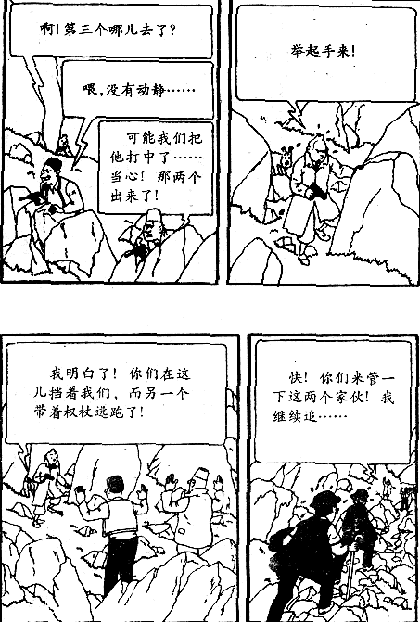 啊!第三个哪儿去了?
喂,没有动静……
可能我们把
他打中了……
当心!那两个
出来了!
举起手来!
我明白了!你们在这
儿挡着我们、而另一个
带着权杖逃跑了!
快!你们来管一
下这两个家伙!我
继续追……